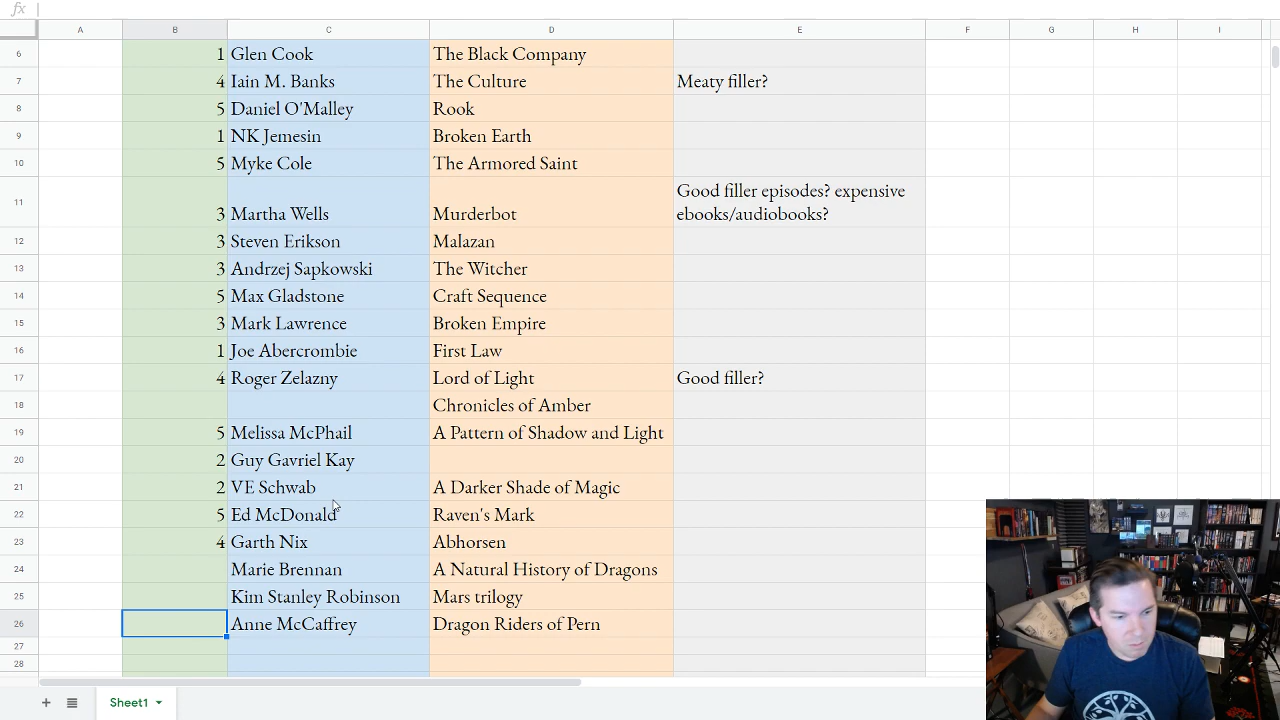 fx
A B C D E F G H I
6 1 Glen Cook The Black Company
7 4 Iain M. Banks The Culture Meaty filler?
8 5 Daniel O'Malley Rook
9 1 NK Jemesin Broken Earth
10 5 Myke Cole The Armored Saint
Good filler episodes? expensive
11 3 Martha Wells Murderbot ebooks/audiobooks?
12 3 Steven Erikson Malazan
13 3 Andrzej Sapkowski The Witcher
14 5 Max Gladstone Craft Sequence
15 3 Mark Lawrence Broken Empire
16 1 Joe Abercrombie First Law
17 4 Roger Zelazny Lord of Light Good filler?
18 Chronicles of Amber
19 5 Melissa McPhail A Pattern of Shadow and Light
20 2 Guy Gavriel Kay
21 2 VE Schwab A Darker Shade of Magic
22 5 Ed McDonald Raven's Mark
23 4 Garth Nix Abhorsen
24 Marie Brennan A Natural History of Dragons
25 Kim Stanley Robinson Mars trilogy
26 Anne McCaffrey Dragon Riders of Pern
27
28
Sheet1